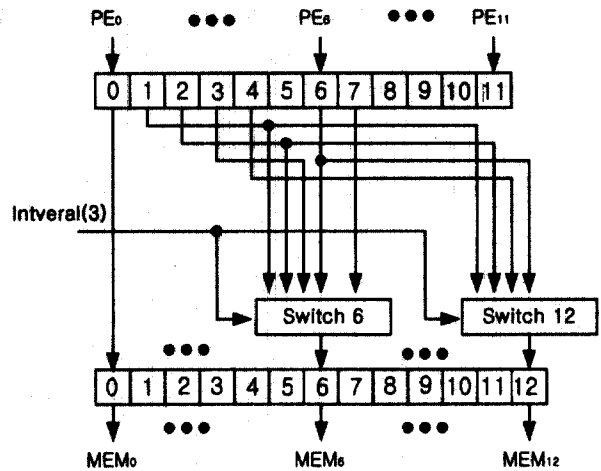 PE0 ●●● PE6 ●●● PE11
0 1 2 3 4 5 6 7 8 9 10 11
Intveral(3)
Switch 6 Switch 12
●●● ●●●
0 1 2 3 4 5 6 7 8 9 10 11 12
●●● ●●●
MEM0 MEM6 MEM12